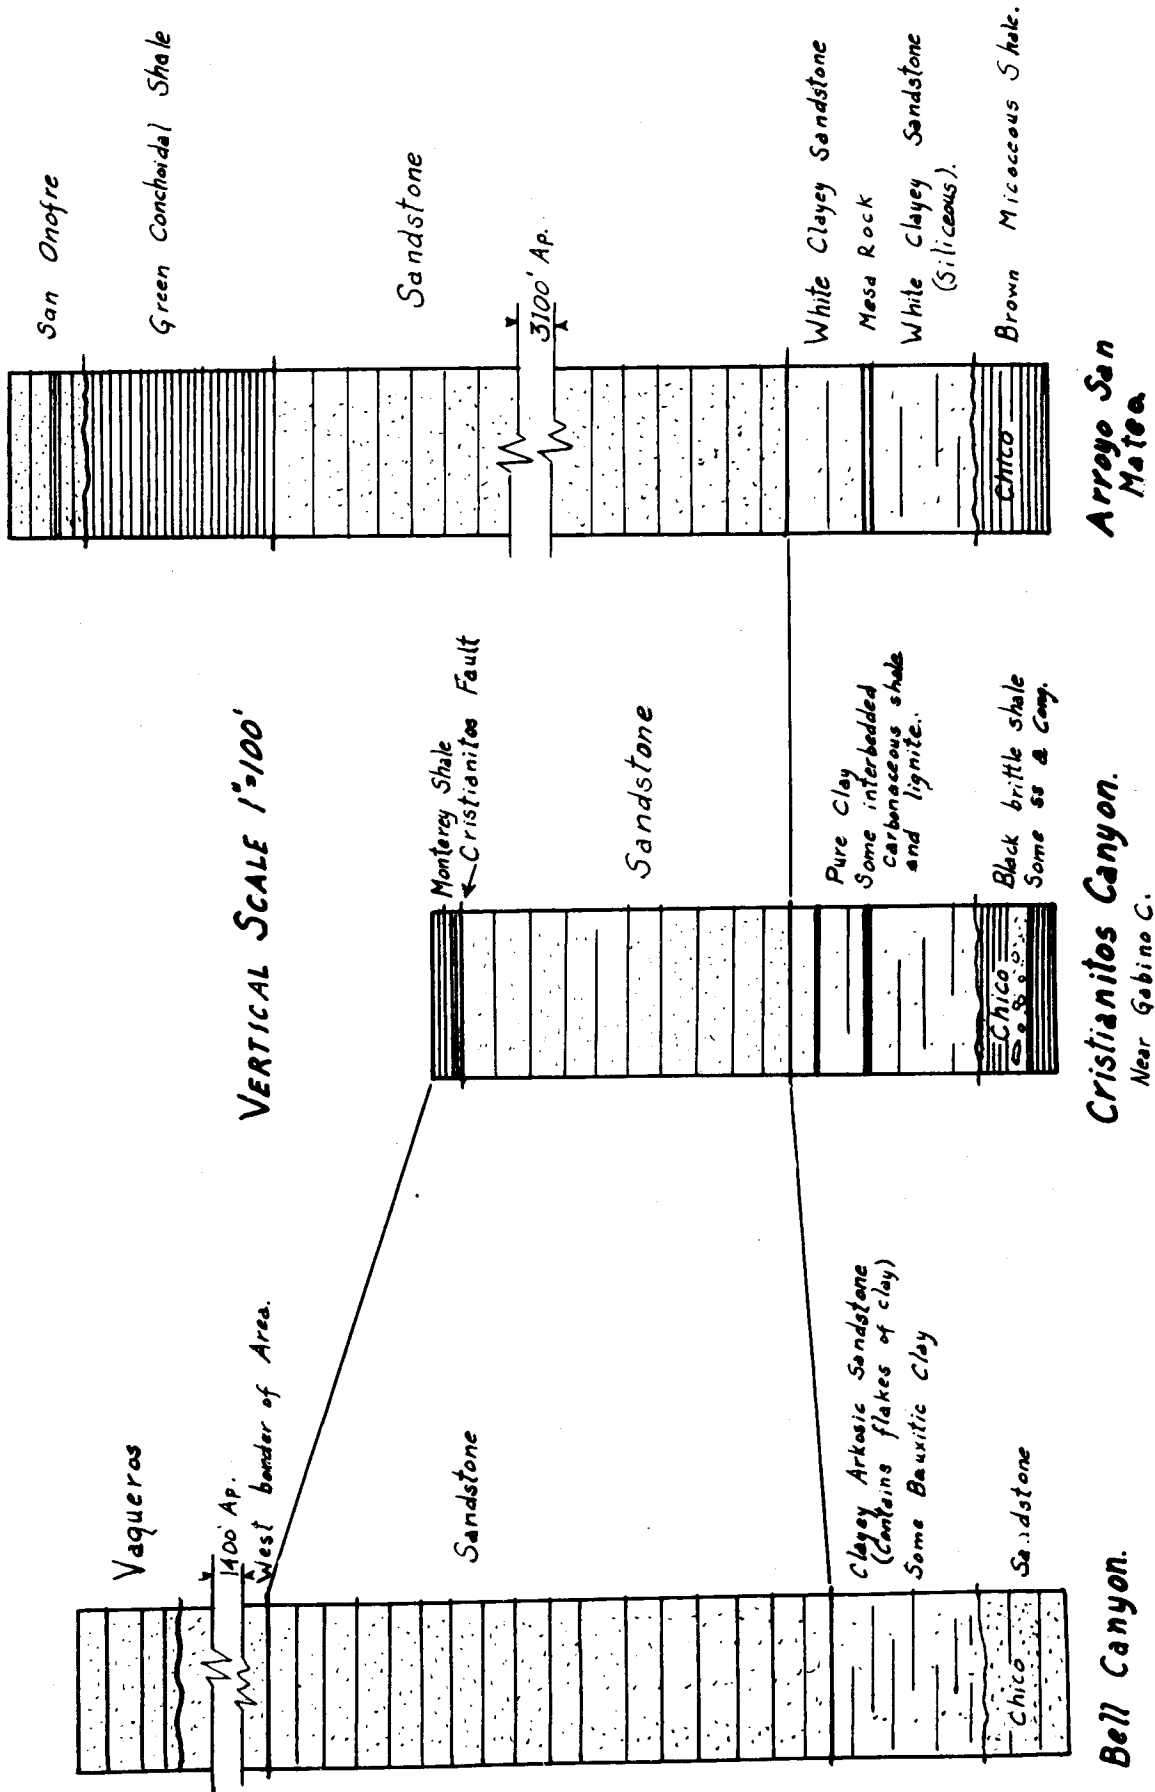 VERTICAL SCALE 1"=100'
Vaqueros
1400' Ap.
West border of Area.
Sandstone
Clayey Arkosic Sandstone
(Contains flakes of clay)
Some Bauxitic Clay
Sandstone
Chico
Bell Canyon.
Monterey Shale
Cristianitos Fault
Sandstone
Pure Clay
Some interbedded
carbonaceous shale
and lignite.
Black brittle shale
Some ss & Cong.
Chico
Cristianitos Canyon.
Near Gabino C.
San Onofre
Green Conchoidal Shale
Sandstone
3100' Ap.
White Clayey Sandstone
Mesa Rock
White Clayey Sandstone
(Siliceous).
Brown Micaceous Shale.
Chico
Arroyo San
Mateo